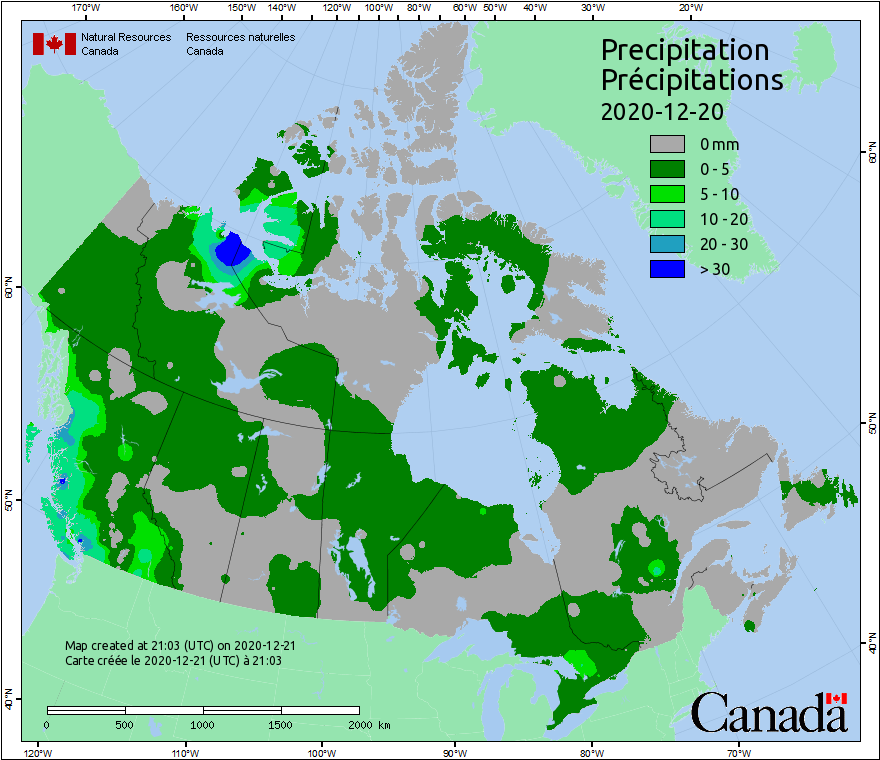 170°W 160°W 150°W 140°W 130°W 120°W 110°W 100°W 90°W 80°W 60°W 50°W 40°W 30°W 20°W
Natural Resources Ressources naturelles
Canada Canada
Precipitation
Précipitations
2020-12-20
0 mm
0 - 5
5 - 10
10 - 20
20 - 30
> 30
60°N
60°N
50°N
50°N
40°N
40°N
Map created at 21:03 (UTC) on 2020-12-21
Carte créée le 2020-12-21 (UTC) à 21:03
0 500 1000 1500 2000 km
Canada
120°W 110°W 100°W 90°W 80°W 70°W